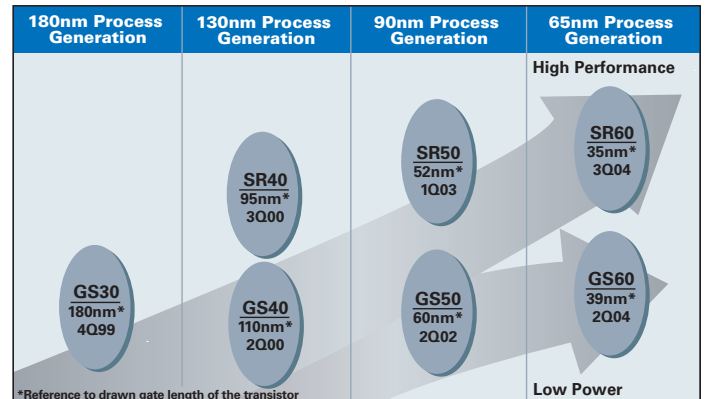 180nm Process
Generation
130nm Process
Generation
90nm Process
Generation
65nm Process
Generation
High Performance
SR60
35nm*
3Q04
SR50
52nm*
1Q03
SR40
95nm*
3Q00
GS30
180nm*
4Q99
GS40
110nm*
2Q00
GS50
60nm*
2Q02
GS60
39nm*
2Q04
*Reference to drawn gate length of the transistor
Low Power